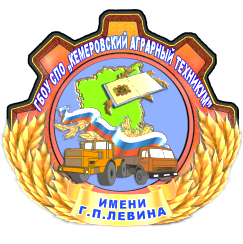 ГБОУ СПО „КЕМЕРОВСКИЙ АГРАРНЫЙ ТЕХНИКУМ"
ИМЕНИ
Г.П.ЛЕВИНА